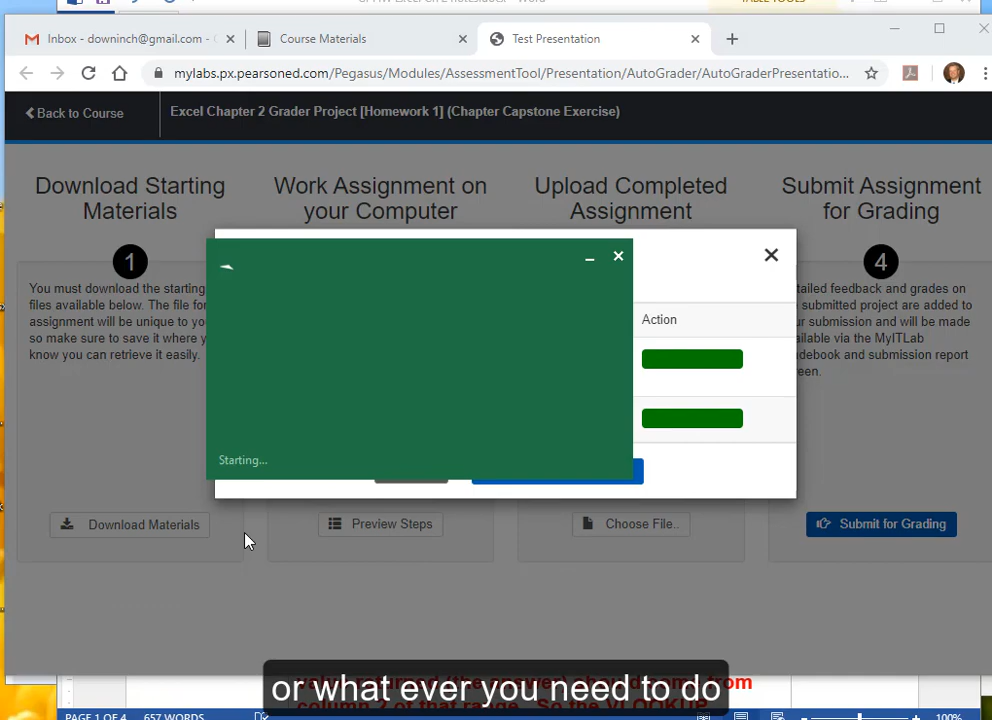 TABLE TOOLS
Inbox - downinch@gmail.com -
Course Materials
Test Presentation
mylabs.px.pearsoned.com/Pegasus/Modules/AssessmentTool/Presentation/AutoGrader/AutoGraderPresentatio...
Back to Course
Excel Chapter 2 Grader Project [Homework 1] (Chapter Capstone Exercise)
Download Starting
Materials
Work Assignment on
your Computer
Upload Completed
Assignment
Submit Assignment
for Grading
1
4
You must download the starting
files available below. The file for
assignment will be unique to yo
so make sure to save it where y
know you can retrieve it easily.
Action
Starting...
tailed feedback and grades on
submitted project are added to
ur submission and will be made
ailable via the MyITLab
debook and submission report
een.
Download Materials
Preview Steps
Choose File..
Submit for Grading
or what ever you need to do
om
PAGE 1 OF 4
657 WORDS
100%